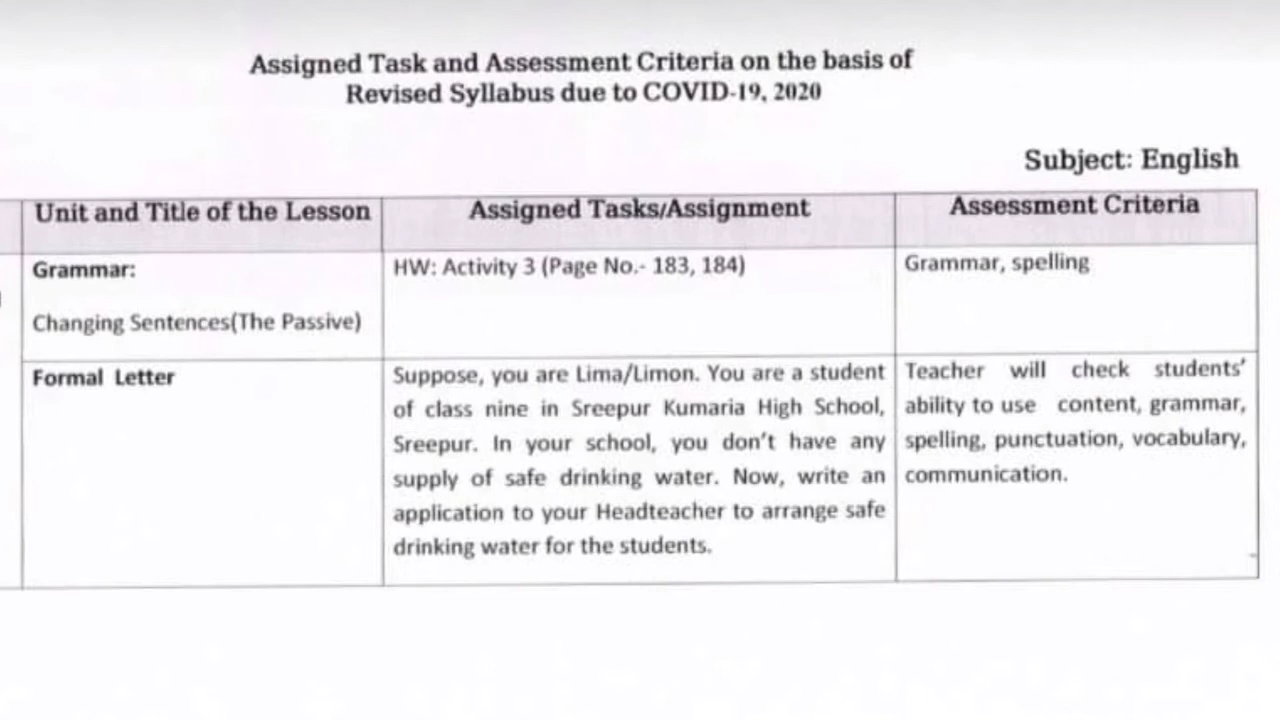 Assigned Task and Assessment Criteria on the basis of
Revised Syllabus due to COVID-19, 2020
Subject: English
Unit and Title of the Lesson
Assigned Tasks/Assignment
Assessment Criteria
Grammar:
Changing Sentences(The Passive)
HW: Activity 3 (Page No.- 183, 184)
Grammar, spelling
Formal Letter
Suppose, you are Lima/Limon. You are a student
of class nine in Sreepur Kumaria High School,
Sreepur. In your school, you don't have any
supply of safe drinking water. Now, write an
application to your Headteacher to arrange safe
drinking water for the students.
Teacher will check students'
ability to use content, grammar,
spelling, punctuation, vocabulary,
communication.